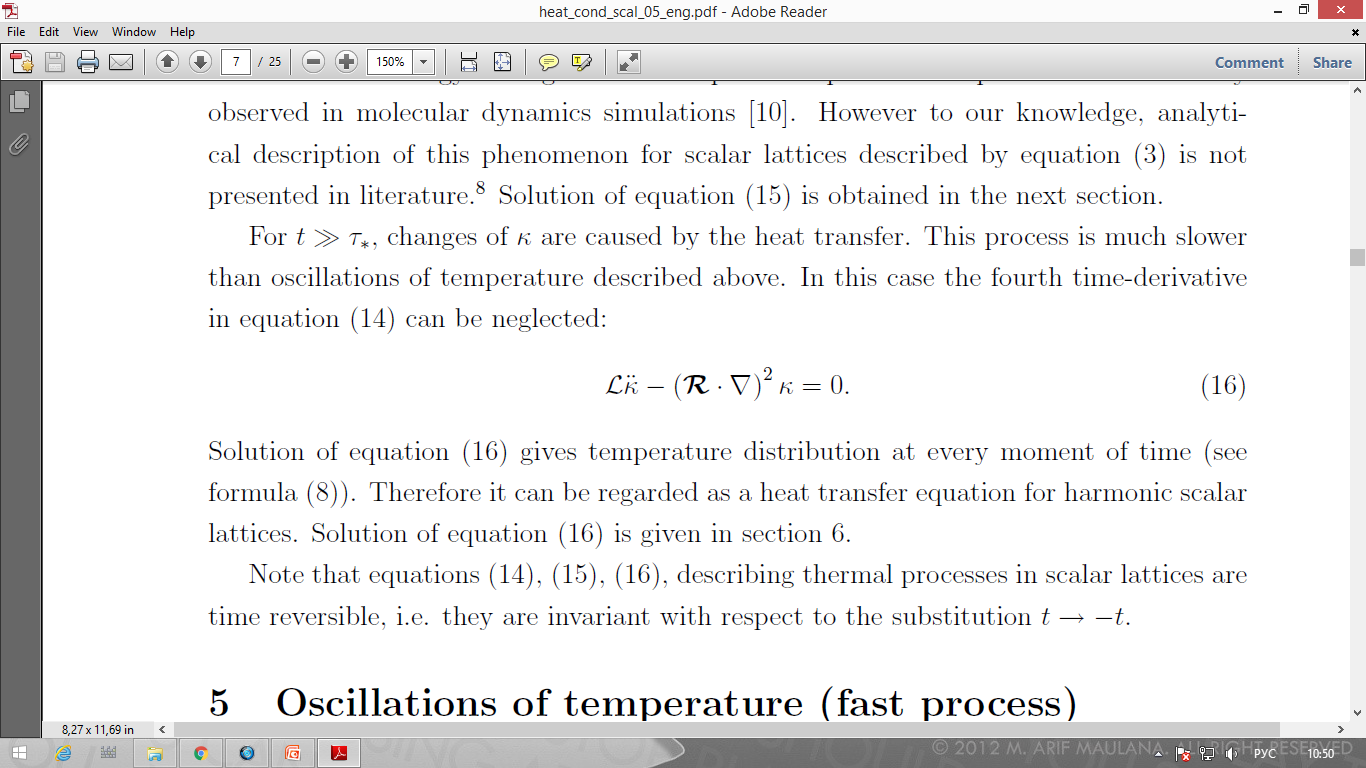 heat_cond_scal_05_eng.pdf - Adobe Reader
File Edit View Window Help
7 / 25 150% Comment Share
observed in molecular dynamics simulations [10]. However to our knowledge, analyti-
cal description of this phenomenon for scalar lattices described by equation (3) is not
presented in literature.⁸ Solution of equation (15) is obtained in the next section.
For t ≫ τ∗, changes of κ are caused by the heat transfer. This process is much slower
than oscillations of temperature described above. In this case the fourth time-derivative
in equation (14) can be neglected:
ℒκ̈ − (𝓡 · ∇)² κ = 0. (16)
Solution of equation (16) gives temperature distribution at every moment of time (see
formula (8)). Therefore it can be regarded as a heat transfer equation for harmonic scalar
lattices. Solution of equation (16) is given in section 6.
Note that equations (14), (15), (16), describing thermal processes in scalar lattices are
time reversible, i.e. they are invariant with respect to the substitution t → −t.
5 Oscillations of temperature (fast process)
8,27 x 11,69 in
© 2012 M. ARIF MAULANA. ALL RIGHT RESERVED
РУС 10:50